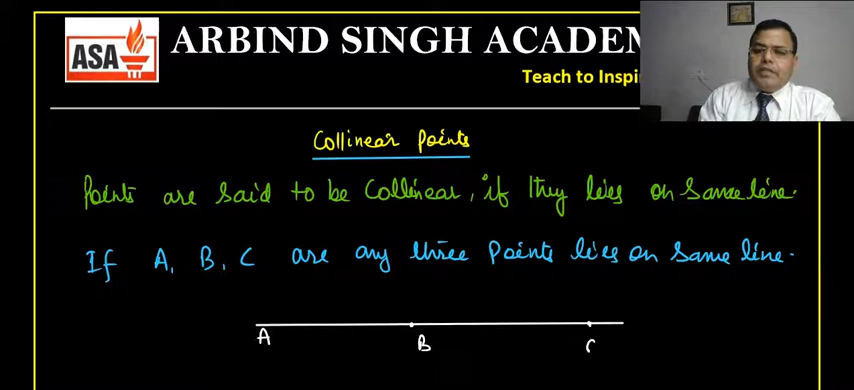 ASA
ARBIND SINGH ACADEM
Teach to Inspi
Collinear Points
Points are said to be Collinear, if they lies on same line.
If A, B, C are any three points lies on same line.
A
B
C